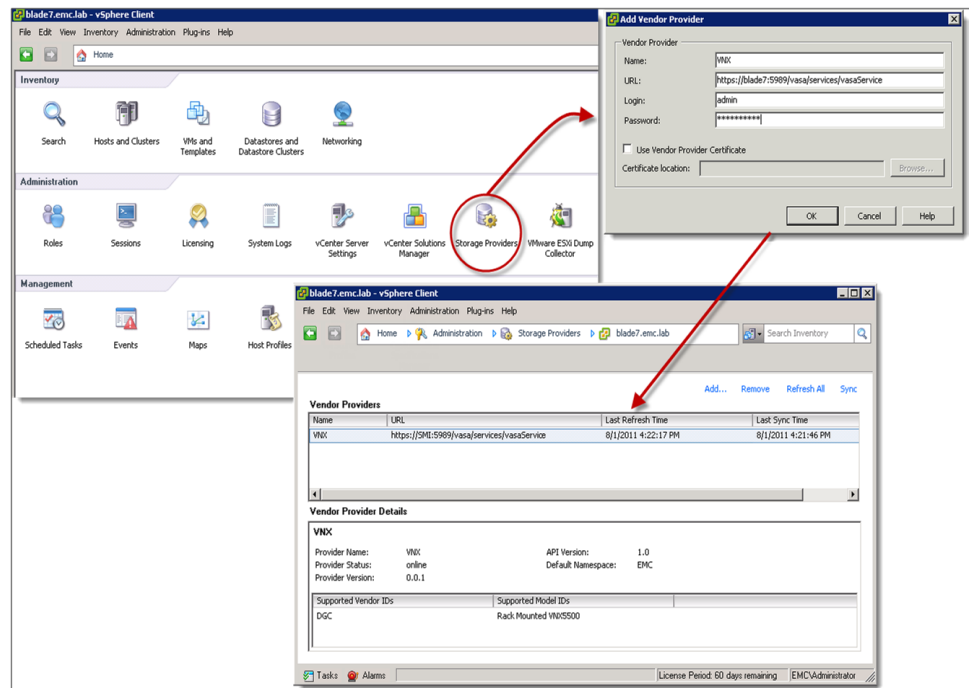 blade7.emc.lab - vSphere Client
File Edit View Inventory Administration Plug-ins Help
Home
Inventory
Search
Hosts and Clusters
VMs and Templates
Datastores and Datastore Clusters
Networking
Administration
Roles
Sessions
Licensing
System Logs
vCenter Server Settings
vCenter Solutions Manager
Storage Providers
VMware ESXi Dump Collector
Management
Scheduled Tasks
Events
Maps
Host Profiles
Add Vendor Provider
Vendor Provider
Name: VNX
URL: https://blade7:5989/vasa/services/vasaService
Login: admin
Password: **********
Use Vendor Provider Certificate
Certificate location: Browse...
OK Cancel Help
blade7.emc.lab - vSphere Client
File Edit View Inventory Administration Plug-ins Help
Home Administration Storage Providers blade7.emc.lab Search Inventory
Add... Remove Refresh All Sync
Vendor Providers
Name URL Last Refresh Time Last Sync Time
VNX https://SMI:5989/vasa/services/vasaService 8/1/2011 4:22:17 PM 8/1/2011 4:21:46 PM
Vendor Provider Details
VNX
Provider Name: VNX API Version: 1.0
Provider Status: online Default Namespace: EMC
Provider Version: 0.0.1
Supported Vendor IDs Supported Model IDs
DGC Rack Mounted VNX5500
Tasks Alarms License Period: 60 days remaining EMC\Administrator